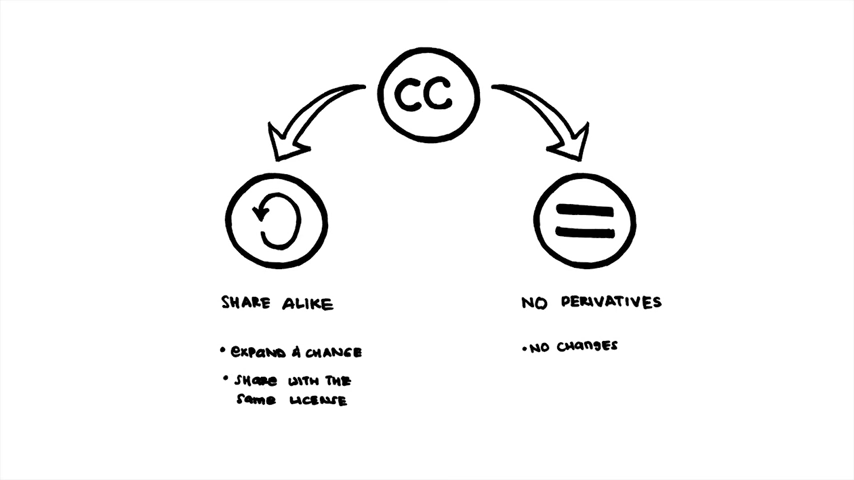 CC
SHARE ALIKE
• EXPAND & CHANGE
• SHARE WITH THE
SAME LICENSE
NO DERIVATIVES
• NO CHANGES